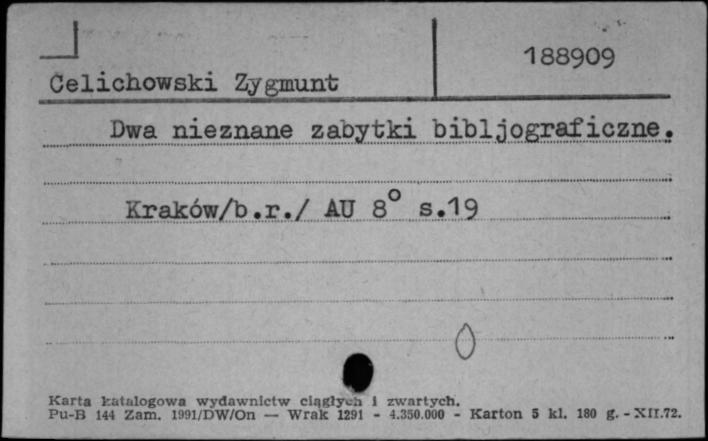 188909
Celichowski Zygmunt
Dwa nieznane zabytki bibljograficzne.
Kraków/b.r./ AU 8° s.19
Karta katalogowa wydawnictw ciągłych i zwartych.
Pu-B 144 Zam. 1991/DW/On — Wrak 1291 - 4.350.000 - Karton 5 kl. 180 g. - XII.72.